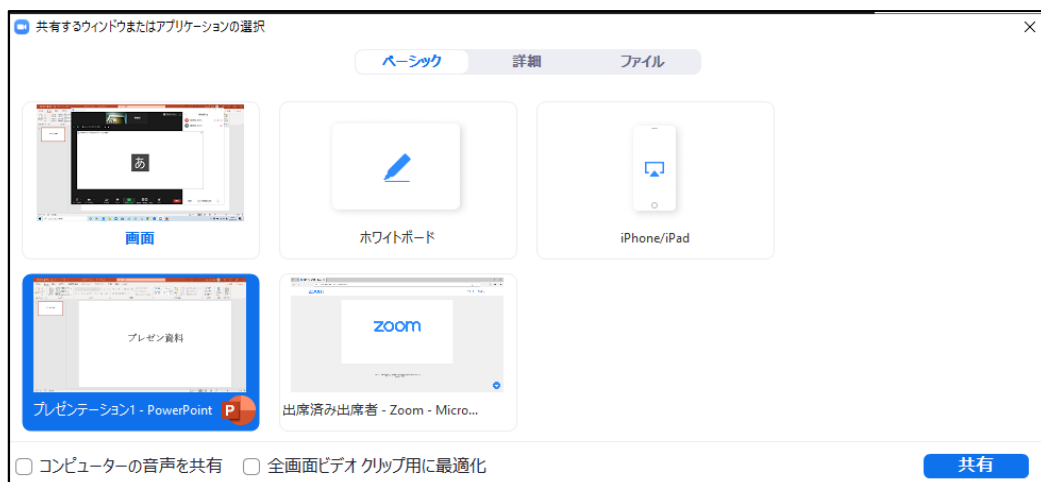 共有するウィンドウまたはアプリケーションの選択
ベーシック 詳細 ファイル
あ
画面
ホワイトボード
iPhone/iPad
プレゼン資料
zoom
プレゼンテーション1 - PowerPoint
P
出席済み出席者 - Zoom - Micro...
コンピューターの音声を共有
全画面ビデオ クリップ用に最適化
共有